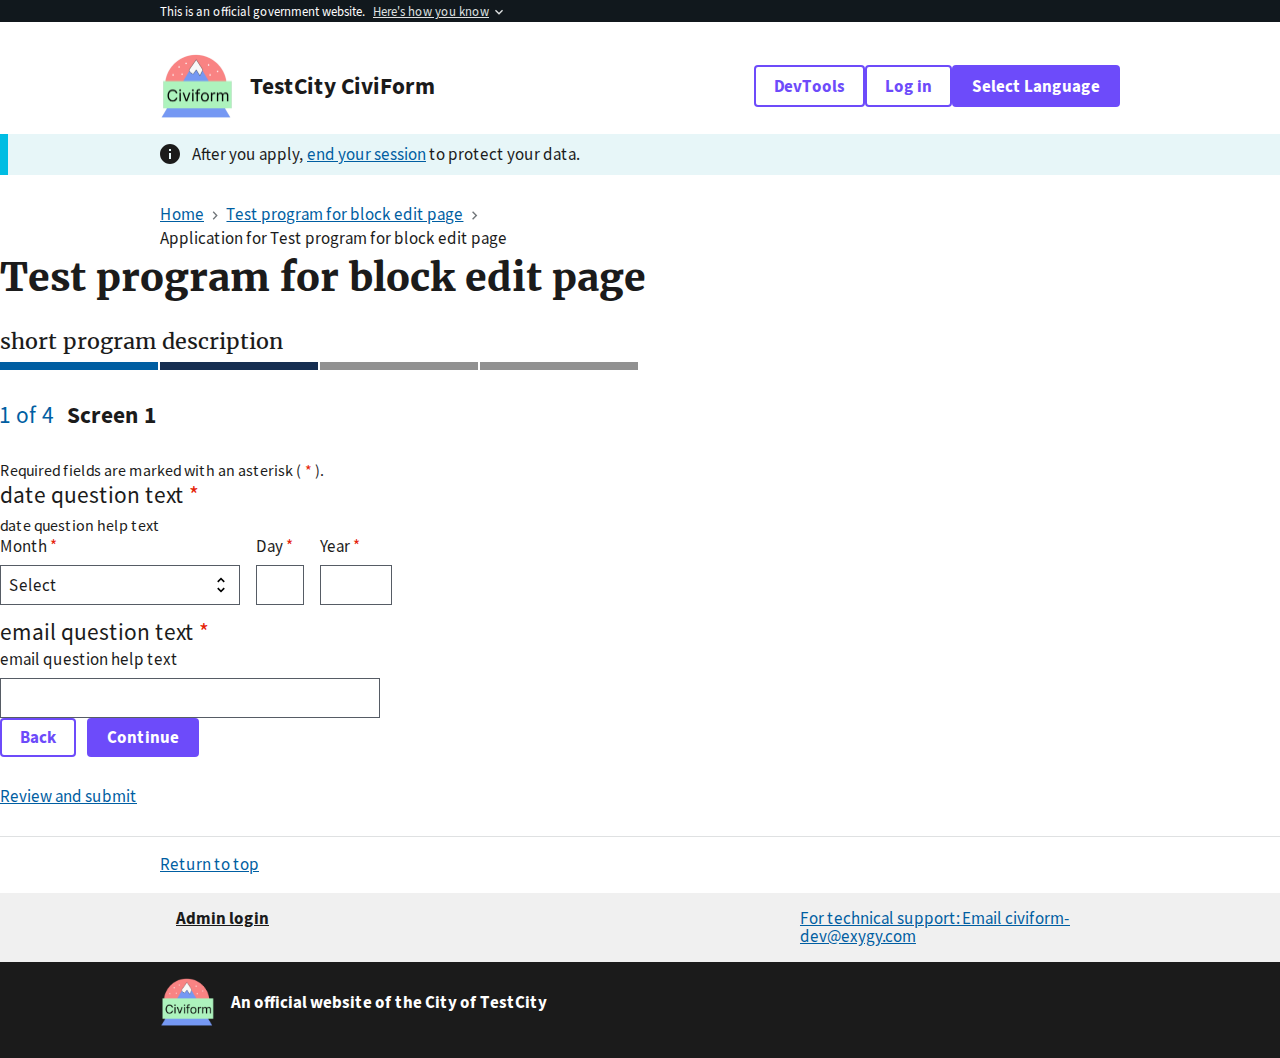 This is an official government website. Here's how you know
Civiform
TestCity CiviForm
DevTools
Log in
Select Language
After you apply, end your session to protect your data.
Home > Test program for block edit page >
Application for Test program for block edit page
Test program for block edit page
short program description
1 of 4 Screen 1
Required fields are marked with an asterisk ( * ).
date question text *
date question help text
Month * Day * Year *
Select
email question text *
email question help text
Back Continue
Review and submit
Return to top
Admin login
For technical support: Email civiform-
dev@exygy.com
Civiform
An official website of the City of TestCity